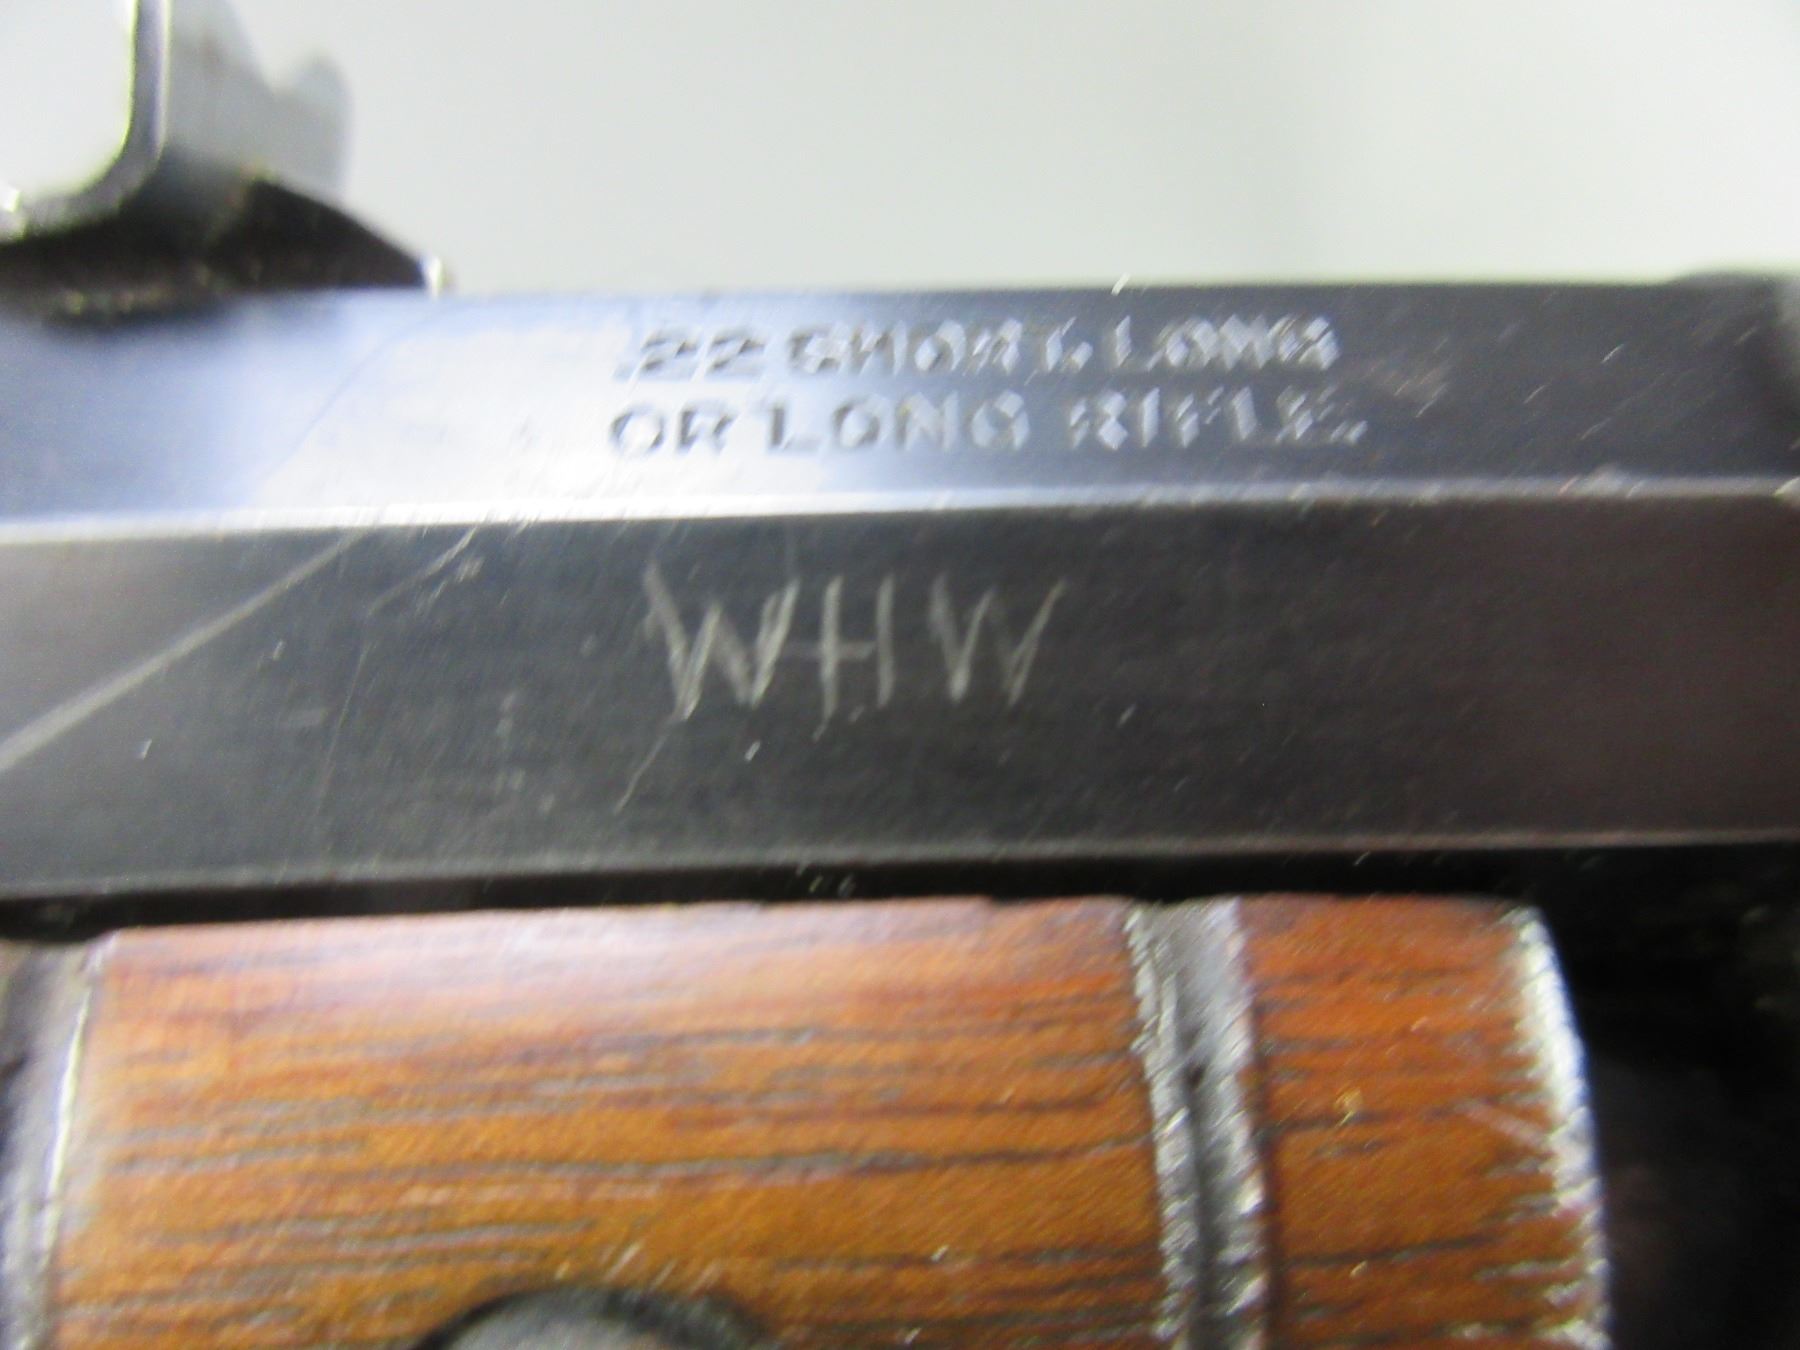 .22 SHORT, LONG
OR LONG RIFLE.
WHW